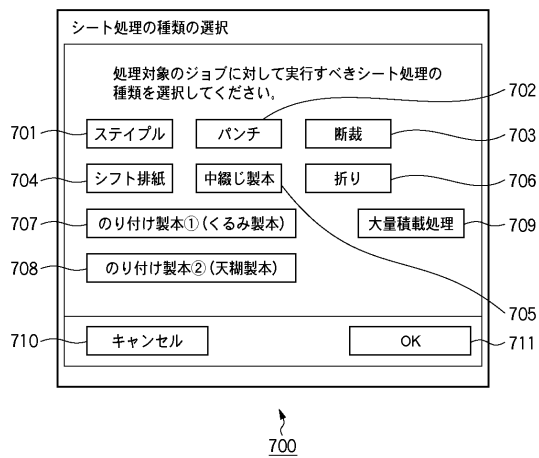 シート処理の種類の選択
処理対象のジョブに対して実行すべきシート処理の
種類を選択してください。
702
701 ステイプル パンチ 断裁 703
704 シフト排紙 中綴じ製本 折り 706
707 のり付け製本①(くるみ製本) 大量積載処理 709
708 のり付け製本②(天糊製本)
705
710 キャンセル OK 711
700